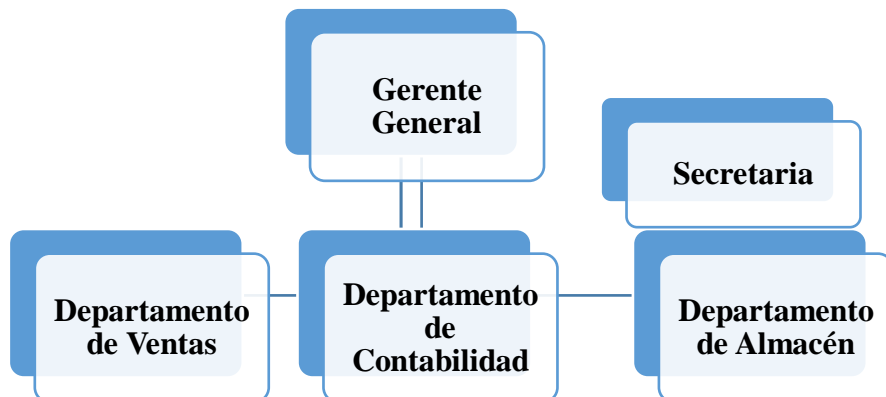 Gerente
General
Secretaria
Departamento
de Ventas
Departamento
de
Contabilidad
Departamento
de Almacén